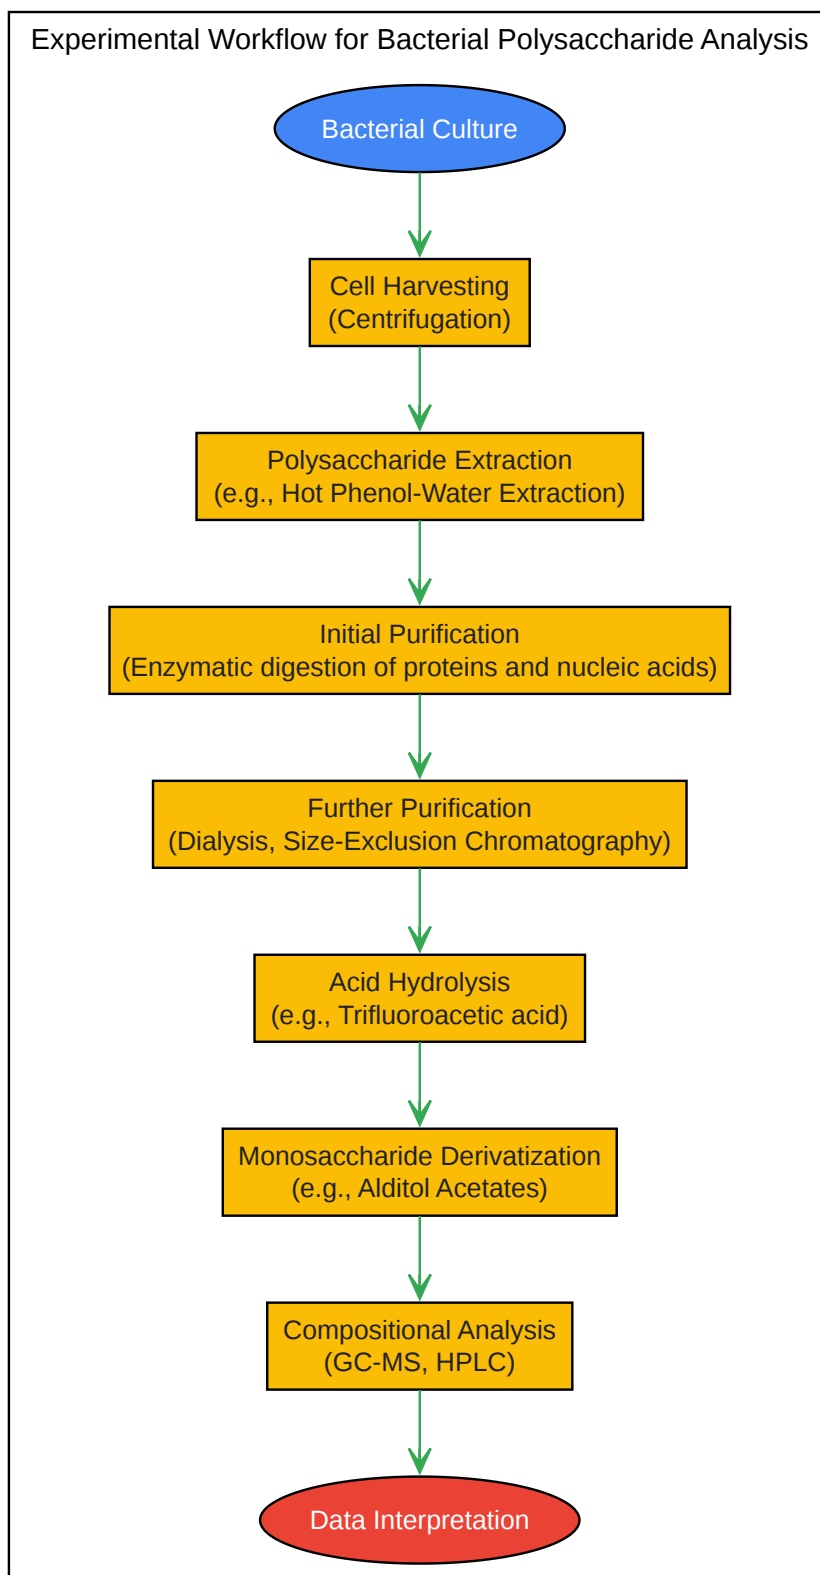 Experimental Workflow for Bacterial Polysaccharide Analysis
Bacterial Culture
Cell Harvesting
(Centrifugation)
Polysaccharide Extraction
(e.g., Hot Phenol-Water Extraction)
Initial Purification
(Enzymatic digestion of proteins and nucleic acids)
Further Purification
(Dialysis, Size-Exclusion Chromatography)
Acid Hydrolysis
(e.g., Trifluoroacetic acid)
Monosaccharide Derivatization
(e.g., Alditol Acetates)
Compositional Analysis
(GC-MS, HPLC)
Data Interpretation